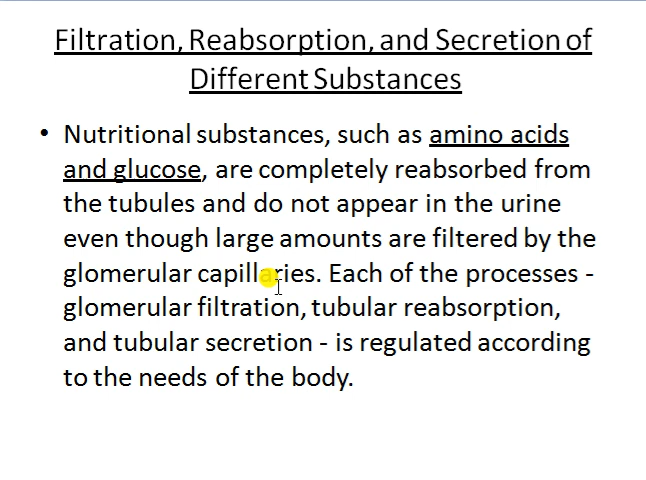 Filtration, Reabsorption, and Secretion of
Different Substances
• Nutritional substances, such as amino acids
and glucose, are completely reabsorbed from
the tubules and do not appear in the urine
even though large amounts are filtered by the
glomerular capillaries. Each of the processes -
glomerular filtration, tubular reabsorption,
and tubular secretion - is regulated according
to the needs of the body.